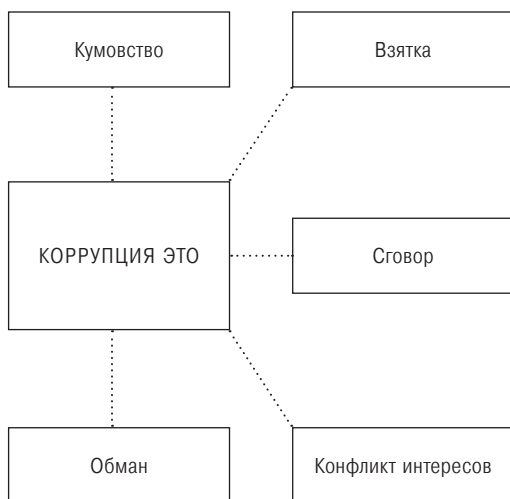 Кумовство
Взятка
КОРРУПЦИЯ ЭТО
Сговор
Обман
Конфликт интересов